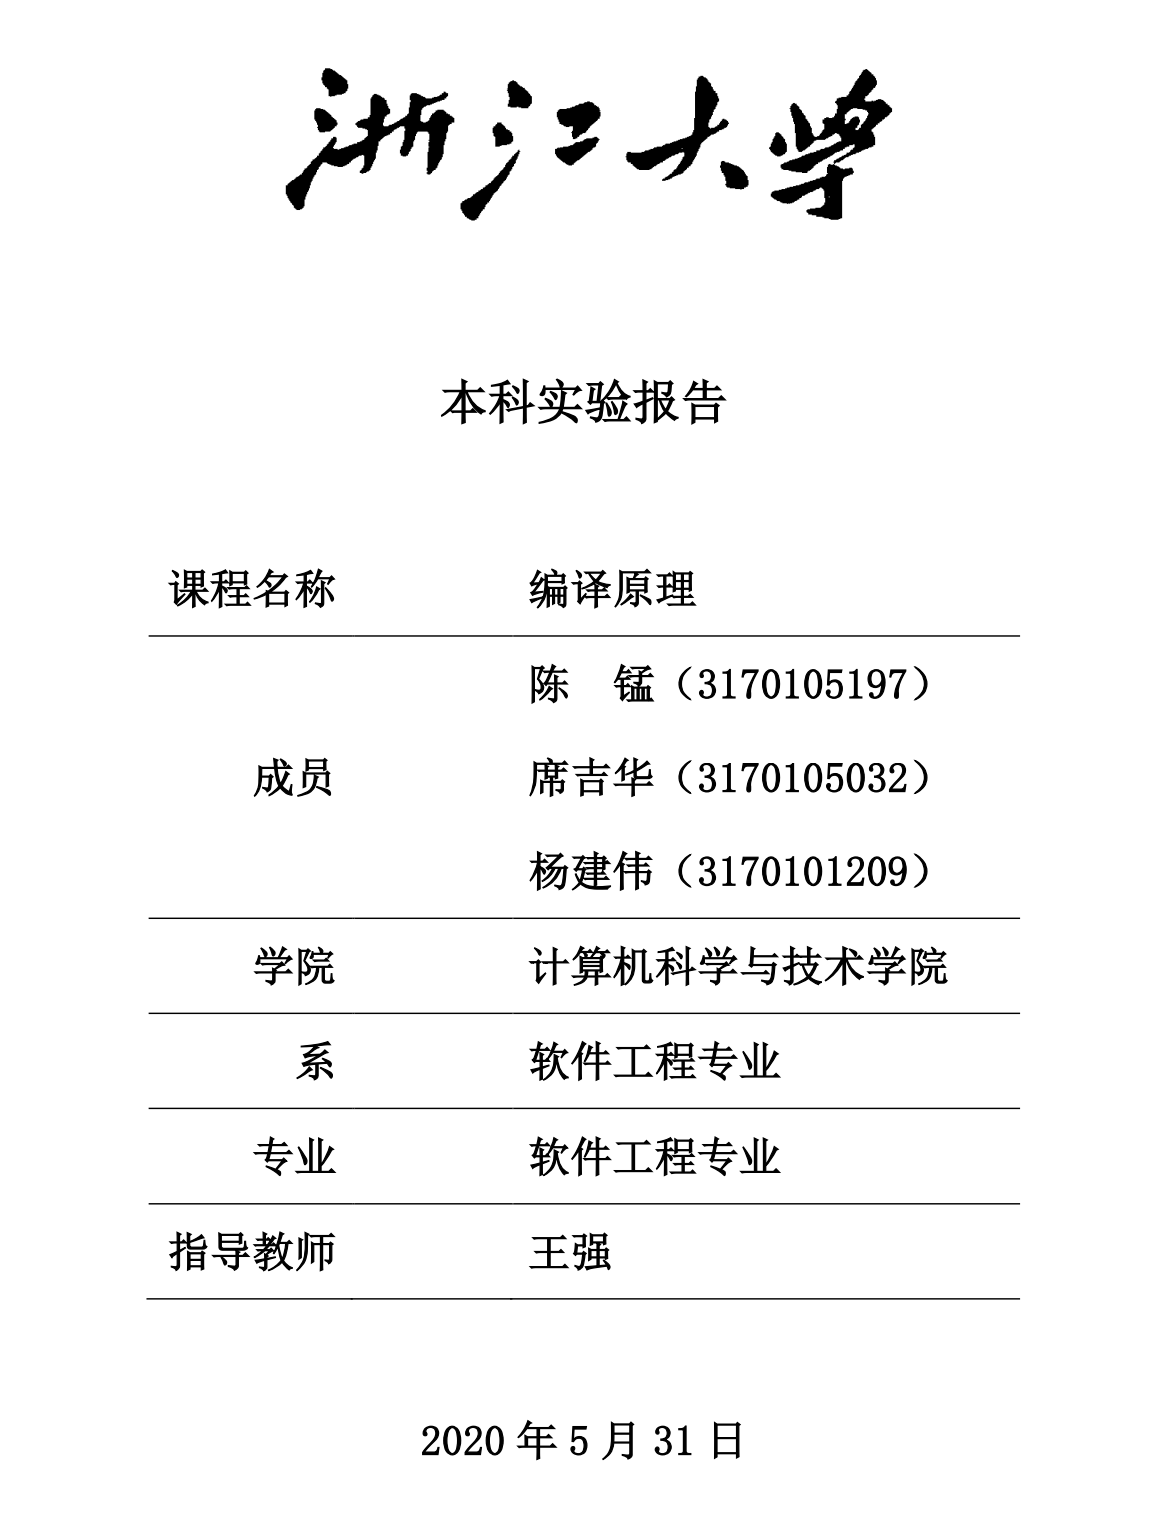 浙江大学
本科实验报告
课程名称 编译原理
成员
陈　锰（3170105197）
席吉华（3170105032）
杨建伟（3170101209）
学院 计算机科学与技术学院
系 软件工程专业
专业 软件工程专业
指导教师 王强
2020 年 5 月 31 日